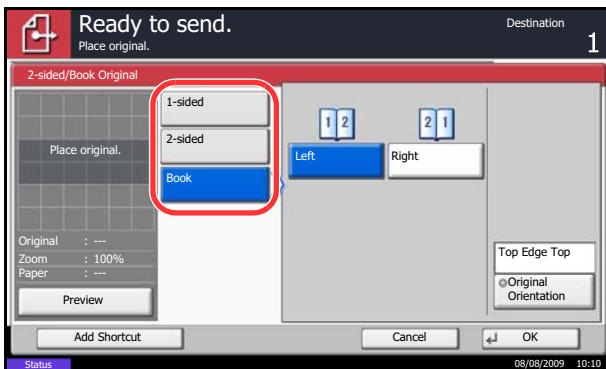 Ready to send.
Destination
Place original.
1
2-sided/Book Original
1-sided
2-sided
Book
Place original.
1 2
2 1
Left
Right
Original : ---
Zoom : 100%
Paper : ---
Preview
Top Edge Top
Original
Orientation
Add Shortcut
Cancel
OK
Status
08/08/2009 10:10